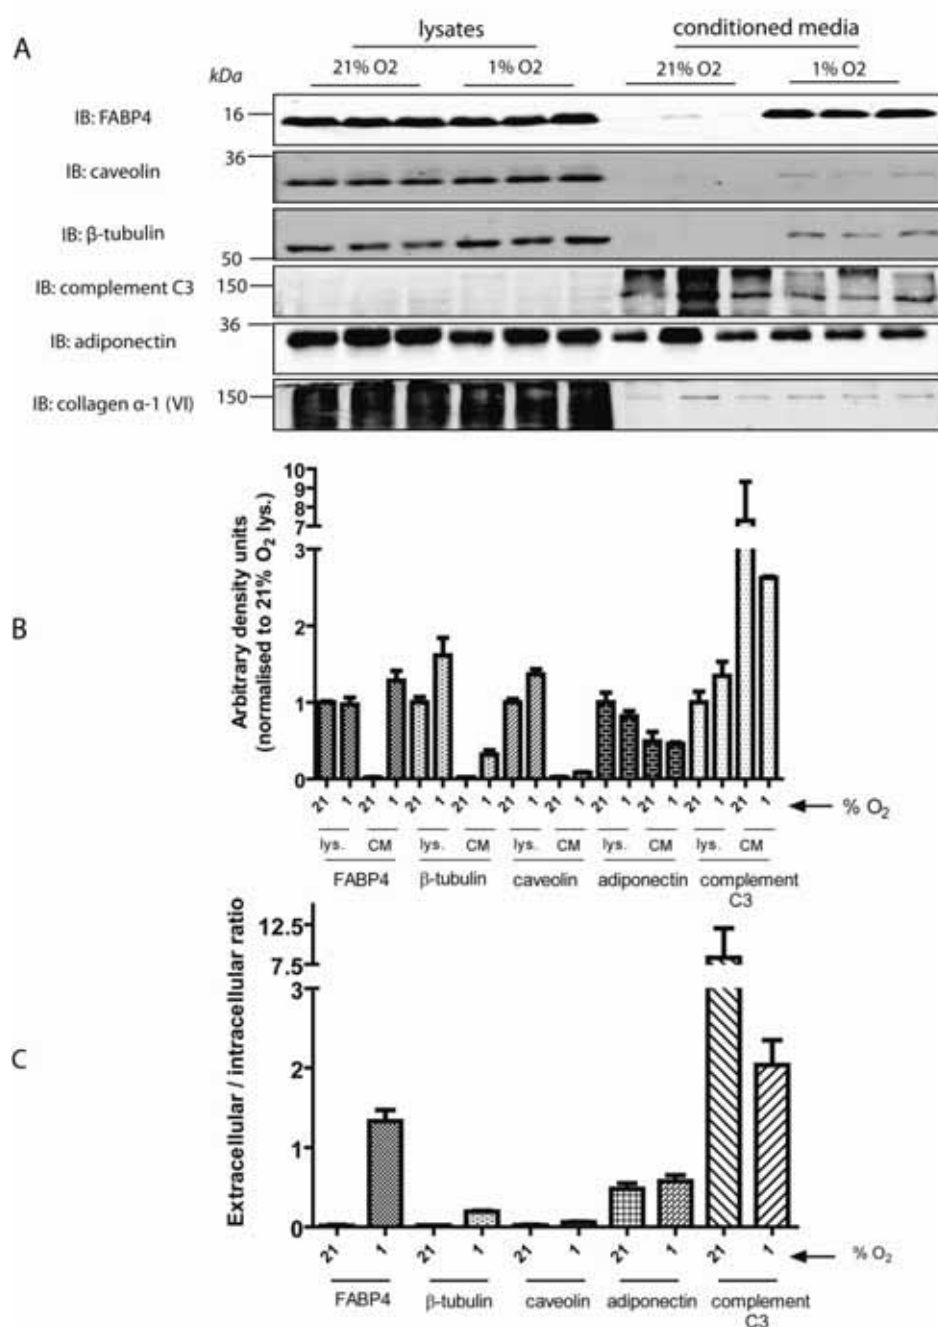 A
lysates conditioned media
kDa 21% O2 1% O2 21% O2 1% O2
IB: FABP4 16
IB: caveolin 36
IB: β-tubulin 50
IB: complement C3 150
IB: adiponectin 36
IB: collagen α-1 (VI) 150
B
Arbitrary density units
(normalised to 21% O2 lys.)
10
9
8
7
3
2
1
0
21 1 21 1 21 1 21 1 21 1 21 1 21 1 21 1 21 1 21 1 % O2
lys. CM lys. CM lys. CM lys. CM lys. CM
FABP4 β-tubulin caveolin adiponectin complement
C3
C
Extracellular / intracellular ratio
12.5
7.5
3
2
1
0
21 1 21 1 21 1 21 1 21 1 % O2
FABP4 β-tubulin caveolin adiponectin complement
C3